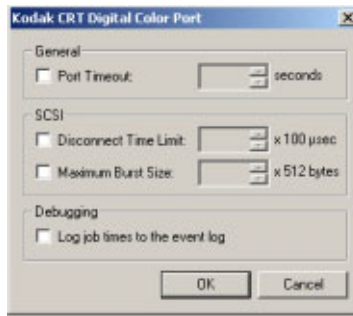 Kodak CRT Digital Color Port
General
Port Timeout: seconds
SCSI
Disconnect Time Limit: x 100 µsec
Maximum Burst Size: x 512 bytes
Debugging
Log job times to the event log
OK Cancel